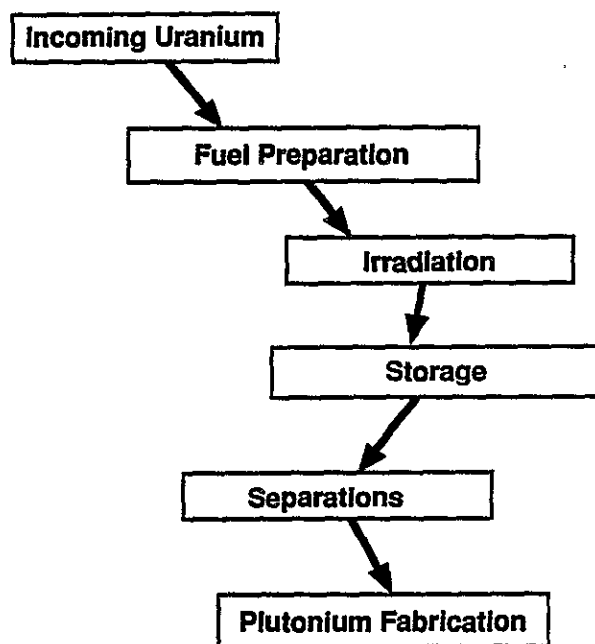 Incoming Uranium
Fuel Preparation
Irradiation
Storage
Separations
Plutonium Fabrication